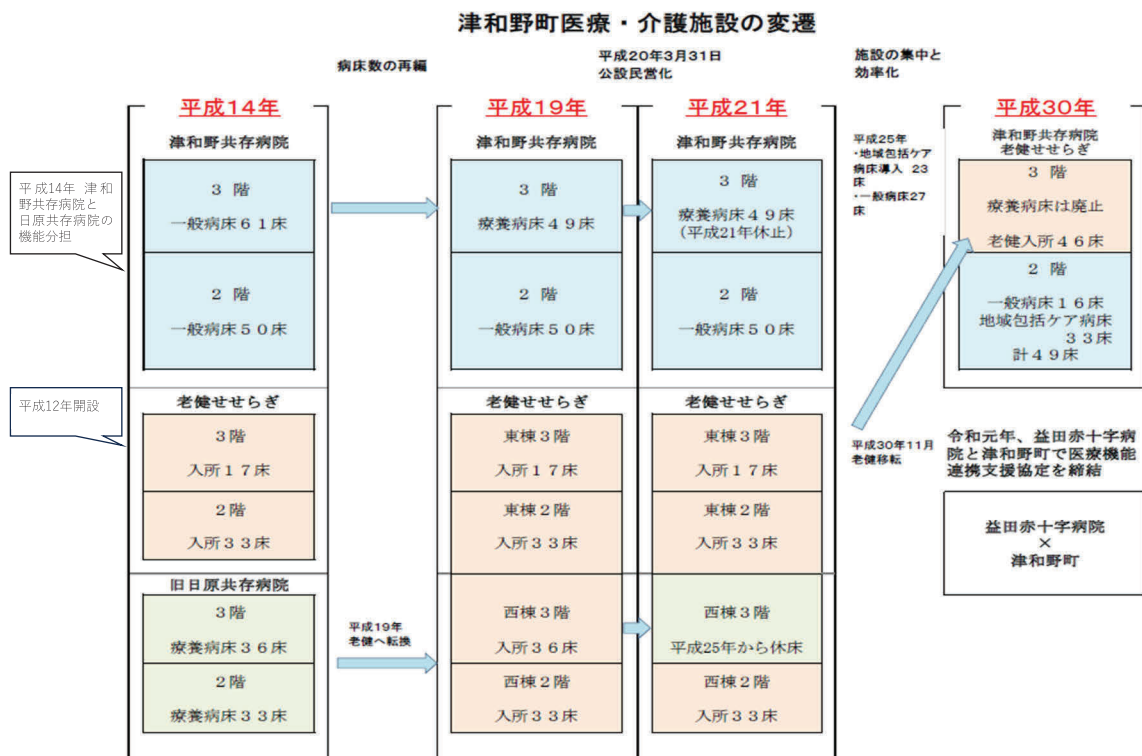 津和野町医療・介護施設の変遷
病床数の再編
平成20年3月31日
公設民営化
施設の集中と
効率化
平成14年
津和野共存病院
3 階
一般病床６１床
2 階
一般病床５０床
平成14年 津和
野共存病院と
日原共存病院の
機能分担
平成12年開設
老健せせらぎ
３階
入所１７床
２階
入所３３床
旧日原共存病院
３階
療養病床３６床
２階
療養病床３３床
平成19年
老健へ転換
平成19年
津和野共存病院
3 階
療養病床４９床
2 階
一般病床５０床
老健せせらぎ
東棟３階
入所１７床
東棟２階
入所３３床
西棟３階
入所３６床
西棟２階
入所３３床
平成21年
津和野共存病院
3 階
療養病床４９床
（平成21年休止）
2 階
一般病床５０床
老健せせらぎ
東棟３階
入所１７床
東棟２階
入所３３床
西棟３階
平成25年から休床
西棟２階
入所３３床
平成25年
・地域包括ケア
病床導入 23
床
・一般病床27
床
平成30年11月
老健移転
平成30年
津和野共存病院
老健せせらぎ
3 階
療養病床は廃止
老健入所４６床
2 階
一般病床１６床
地域包括ケア病床
３３床
計４９床
令和元年、益田赤十字病
院と津和野町で医療機能
連携支援協定を締結
益田赤十字病院
×
津和野町